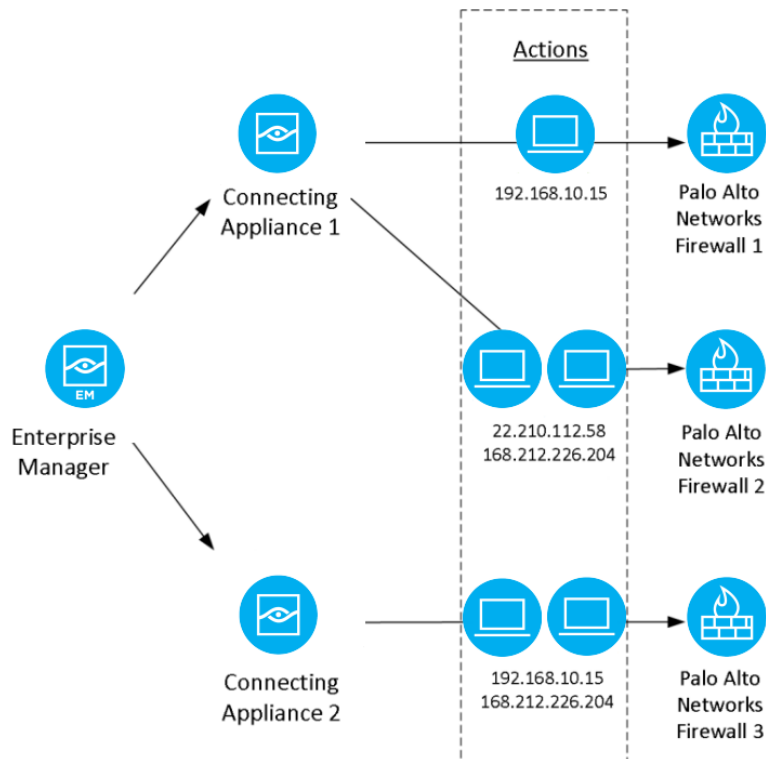 Actions
Connecting
Appliance 1
192.168.10.15
Palo Alto
Networks
Firewall 1
EM
Enterprise
Manager
22.210.112.58
168.212.226.204
Palo Alto
Networks
Firewall 2
Connecting
Appliance 2
192.168.10.15
168.212.226.204
Palo Alto
Networks
Firewall 3